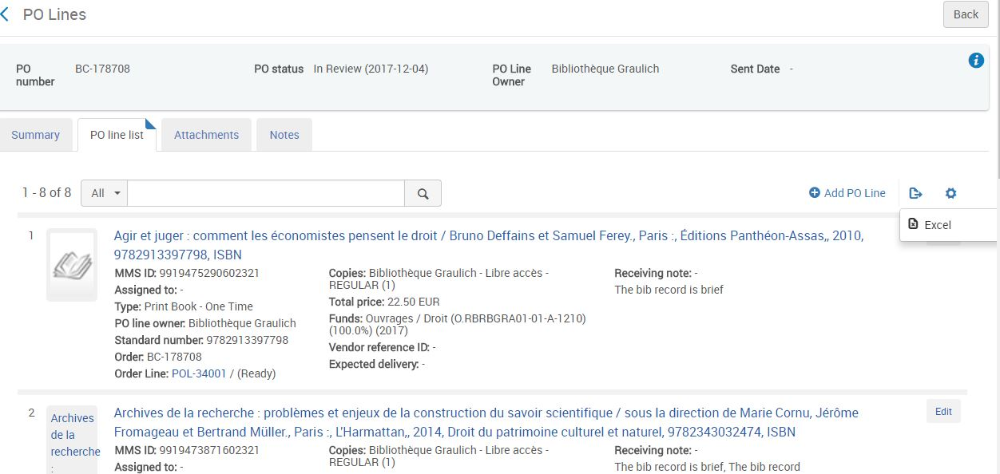 PO Lines
Back
PO number BC-178708 PO status In Review (2017-12-04) PO Line Owner Bibliothèque Graulich Sent Date -
Summary PO line list Attachments Notes
1 - 8 of 8 All Add PO Line
Excel
1 Agir et juger : comment les économistes pensent le droit / Bruno Deffains et Samuel Ferey., Paris :, Éditions Panthéon-Assas,, 2010,
9782913397798, ISBN
MMS ID: 9919475290602321
Assigned to: -
Type: Print Book - One Time
PO line owner: Bibliothèque Graulich
Standard number: 9782913397798
Order: BC-178708
Order Line: POL-34001 / (Ready)
Copies: Bibliothèque Graulich - Libre accès -
REGULAR (1)
Total price: 22.50 EUR
Funds: Ouvrages / Droit (O.RBRBGRA01-01-A-1210)
(100.0%) (2017)
Vendor reference ID: -
Expected delivery: -
Receiving note: -
The bib record is brief
2 Archives
de la
recherche
:
Archives de la recherche : problèmes et enjeux de la construction du savoir scientifique / sous la direction de Marie Cornu, Jérôme
Fromageau et Bertrand Müller., Paris :, L'Harmattan,, 2014, Droit du patrimoine culturel et naturel, 9782343032474, ISBN
Edit
MMS ID: 9919473871602321
Assigned to: -
Copies: Bibliothèque Graulich - Libre accès -
REGULAR (1)
Receiving note: -
The bib record is brief, The bib record